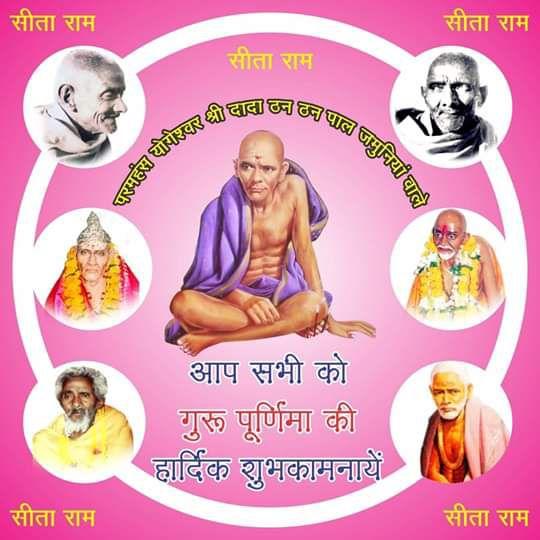 सीता राम
सीता राम
सीता राम
परमहंस योगेश्वर श्री दादा ठन ठन पाल जमुनियां वाले
आप सभी को
गुरू पूर्णिमा की
हार्दिक शुभकामनायें
सीता राम
सीता राम